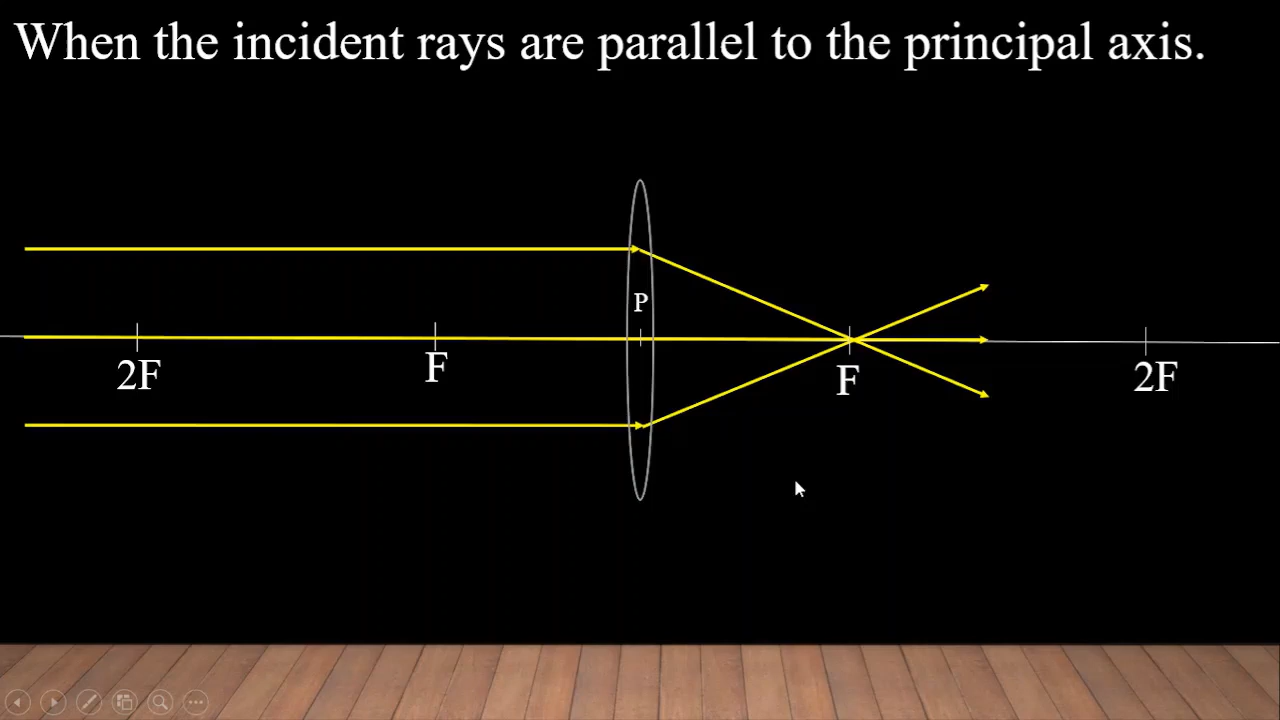 When the incident rays are parallel to the principal axis.
P
2F
F
F
2F